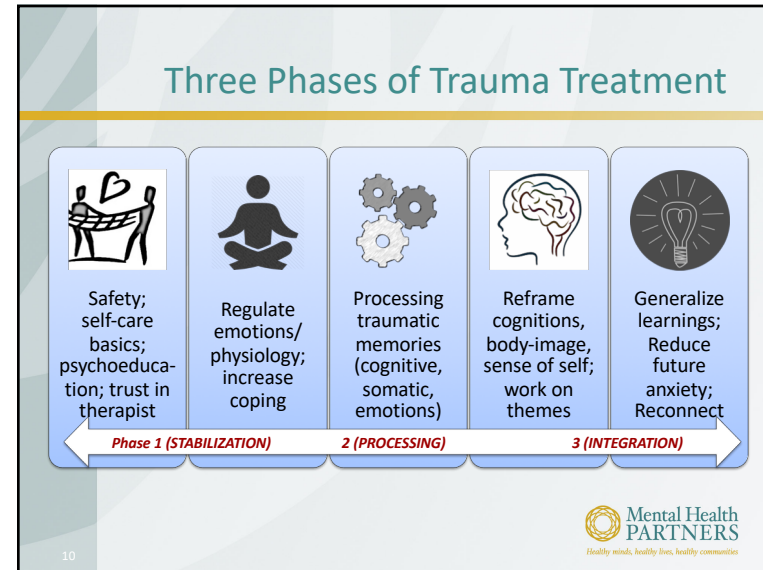 Three Phases of Trauma Treatment
Safety;
self-care
basics;
psychoeduca-
tion; trust in
therapist
Regulate
emotions/
physiology;
increase
coping
Processing
traumatic
memories
(cognitive,
somatic,
emotions)
Reframe
cognitions,
body-image,
sense of self;
work on
themes
Generalize
learnings;
Reduce
future
anxiety;
Reconnect
Phase 1 (STABILIZATION) 2 (PROCESSING) 3 (INTEGRATION)
Mental Health
PARTNERS
Healthy minds, healthy lives, healthy communities
10